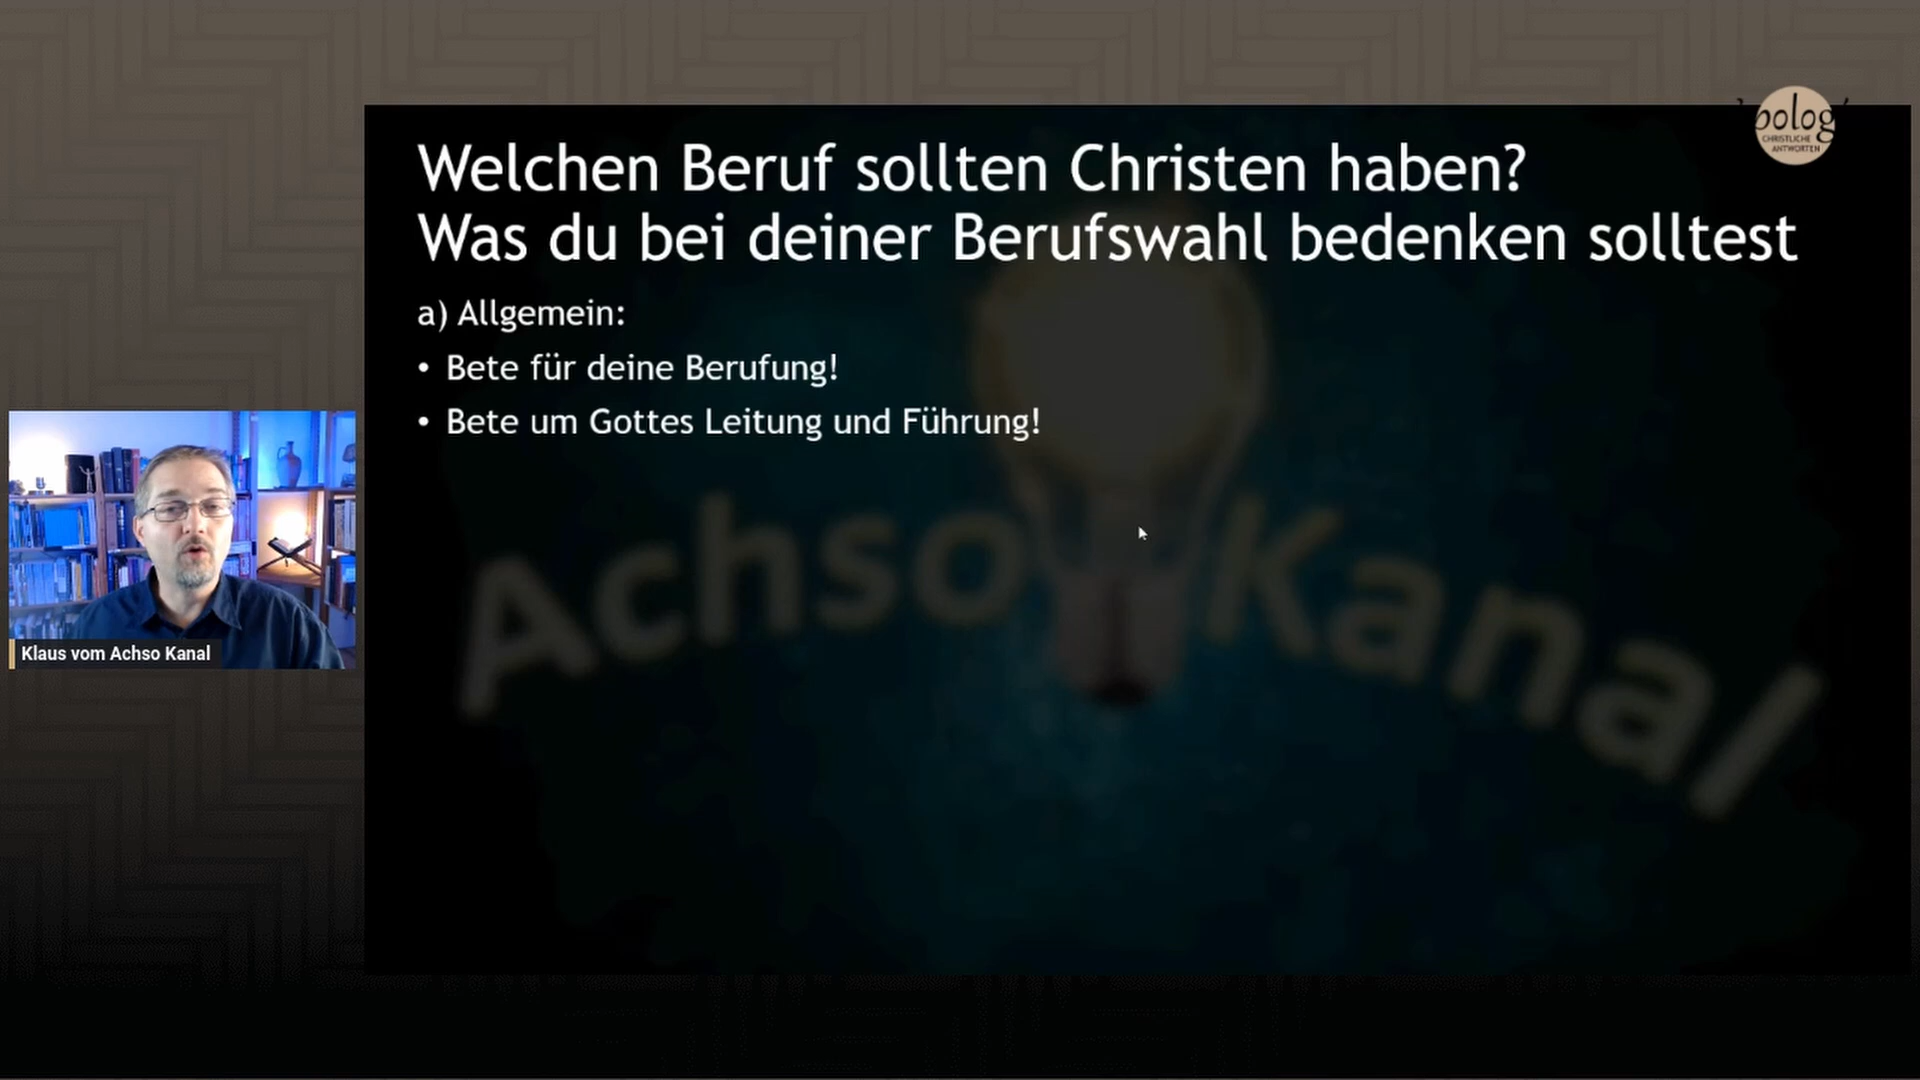 Welchen Beruf sollten Christen haben?
Was du bei deiner Berufswahl bedenken solltest
a) Allgemein:
• Bete für deine Berufung!
• Bete um Gottes Leitung und Führung!
Achso Kanal
Klaus vom Achso Kanal
CHRISTLICHE
ANTWORTEN